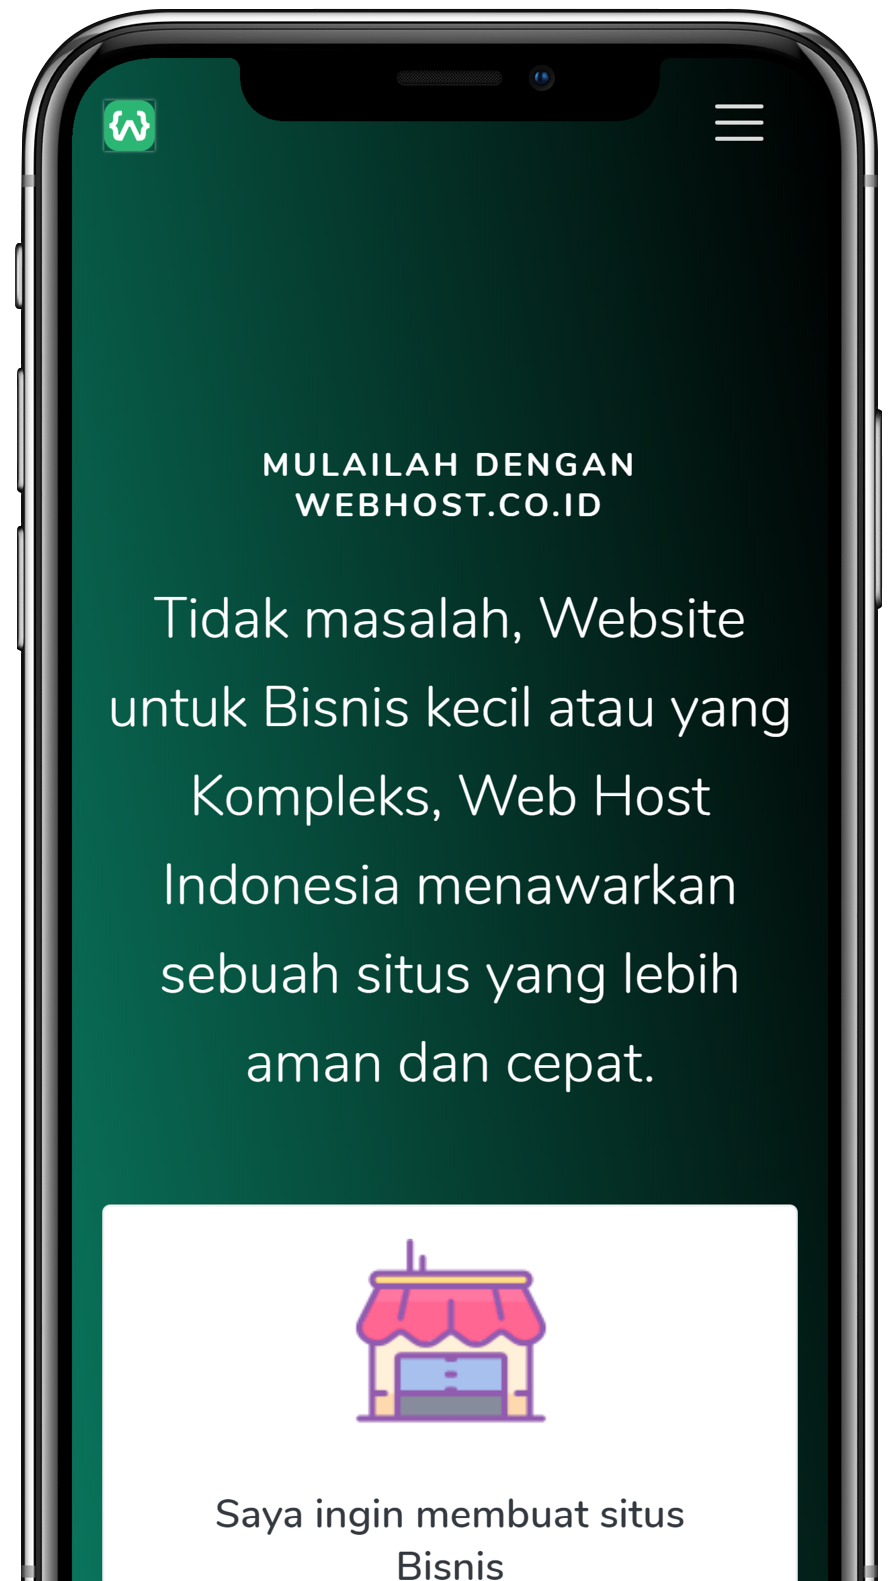 MULAILAH DENGAN
WEBHOST.CO.ID
Tidak masalah, Website
untuk Bisnis kecil atau yang
Kompleks, Web Host
Indonesia menawarkan
sebuah situs yang lebih
aman dan cepat.
Saya ingin membuat situs
Bisnis